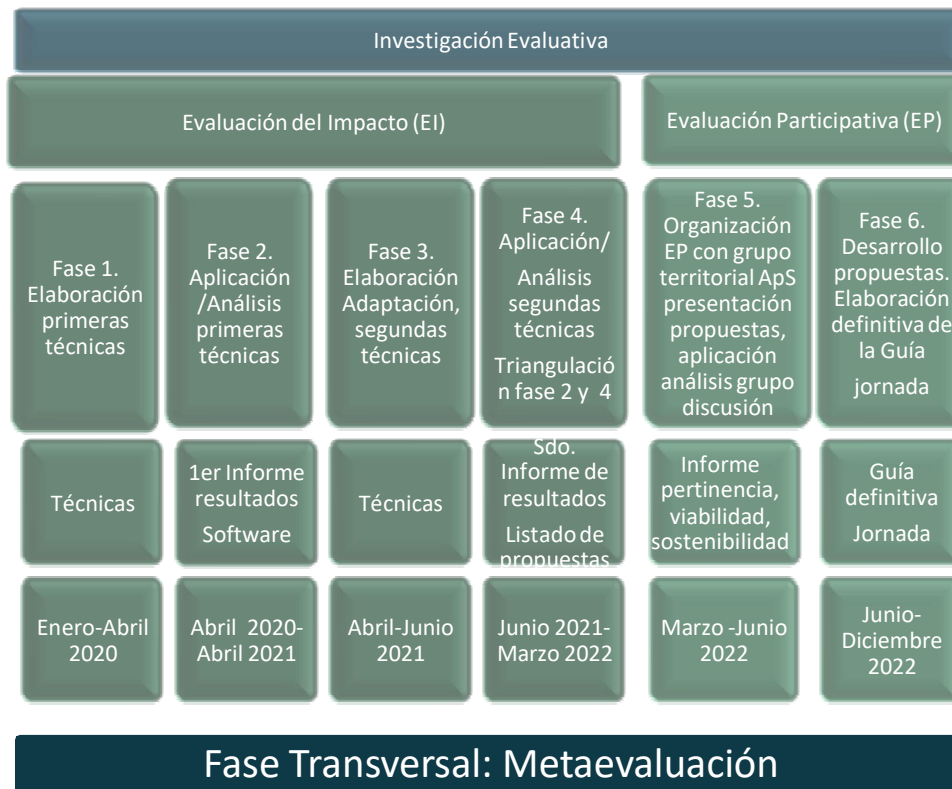 Investigación Evaluativa
Evaluación del Impacto (EI)
Evaluación Participativa (EP)
Fase 1.
Elaboración
primeras
técnicas
Fase 2.
Aplicación
/Análisis
primeras
técnicas
Fase 3.
Elaboración
Adaptación,
segundas
técnicas
Fase 4.
Aplicación/
Análisis
segundas
técnicas
Triangulació
n fase 2 y 4
Fase 5.
Organización
EP con grupo
territorial ApS
presentación
propuestas,
aplicación
análisis grupo
discusión
Fase 6.
Desarrollo
propuestas.
Elaboración
definitiva de
la Guía
jornada
Técnicas
1er Informe
resultados
Software
Técnicas
Sdo.
Informe de
resultados
Listado de
propuestas
Informe
pertinencia,
viabilidad,
sostenibilidad
Guía
definitiva
Jornada
Enero-Abril
2020
Abril 2020-
Abril 2021
Abril-Junio
2021
Junio 2021-
Marzo 2022
Marzo -Junio
2022
Junio-
Diciembre
2022
Fase Transversal: Metaevaluación